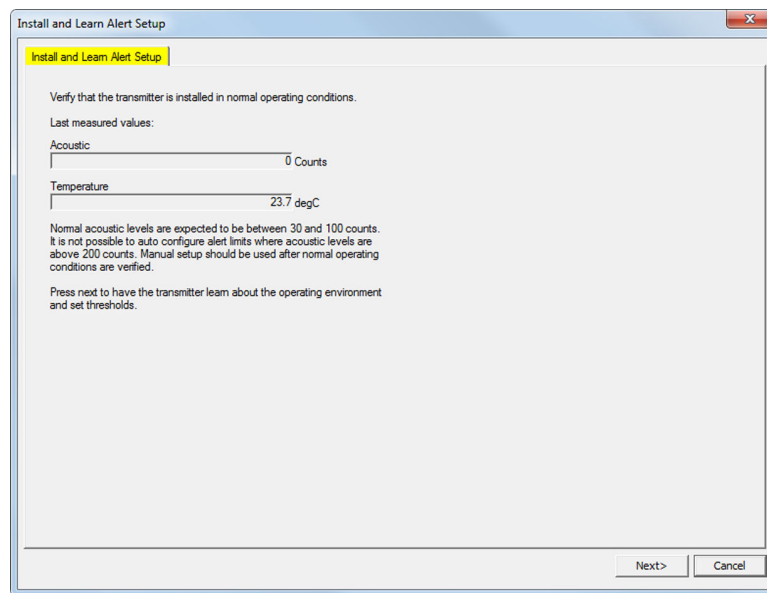 Install and Learn Alert Setup
Install and Learn Alert Setup
Verify that the transmitter is installed in normal operating conditions.
Last measured values:
Acoustic
0 Counts
Temperature
23.7 degC
Normal acoustic levels are expected to be between 30 and 100 counts.
It is not possible to auto configure alert limits where acoustic levels are
above 200 counts. Manual setup should be used after normal operating
conditions are verified.
Press next to have the transmitter learn about the operating environment
and set thresholds.
Next> Cancel